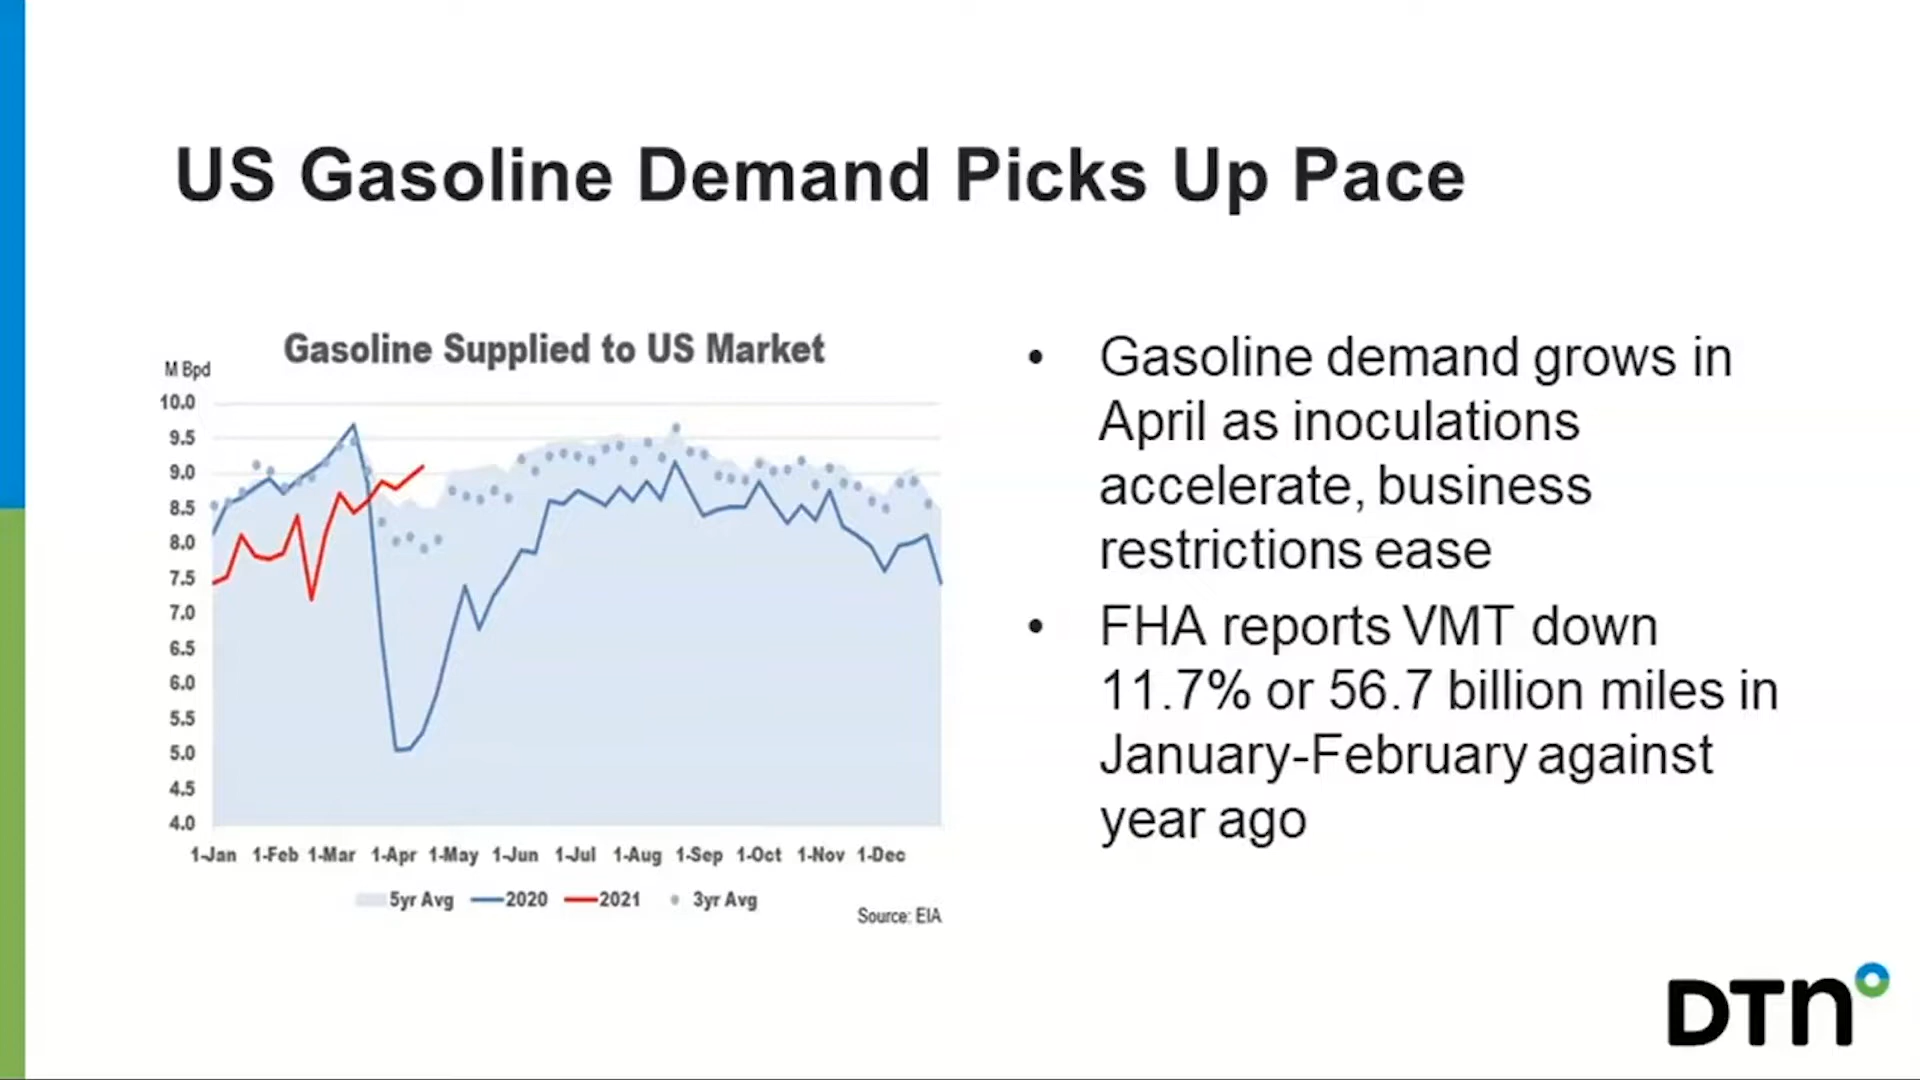 US Gasoline Demand Picks Up Pace
Gasoline Supplied to US Market
M Bpd
10.0
9.5
9.0
8.5
8.0
7.5
7.0
6.5
6.0
5.5
5.0
4.5
4.0
1-Jan 1-Feb 1-Mar 1-Apr 1-May 1-Jun 1-Jul 1-Aug 1-Sep 1-Oct 1-Nov 1-Dec
5yr Avg 2020 2021 3yr Avg
Source: EIA
• Gasoline demand grows in
April as inoculations
accelerate, business
restrictions ease
• FHA reports VMT down
11.7% or 56.7 billion miles in
January-February against
year ago
DTN